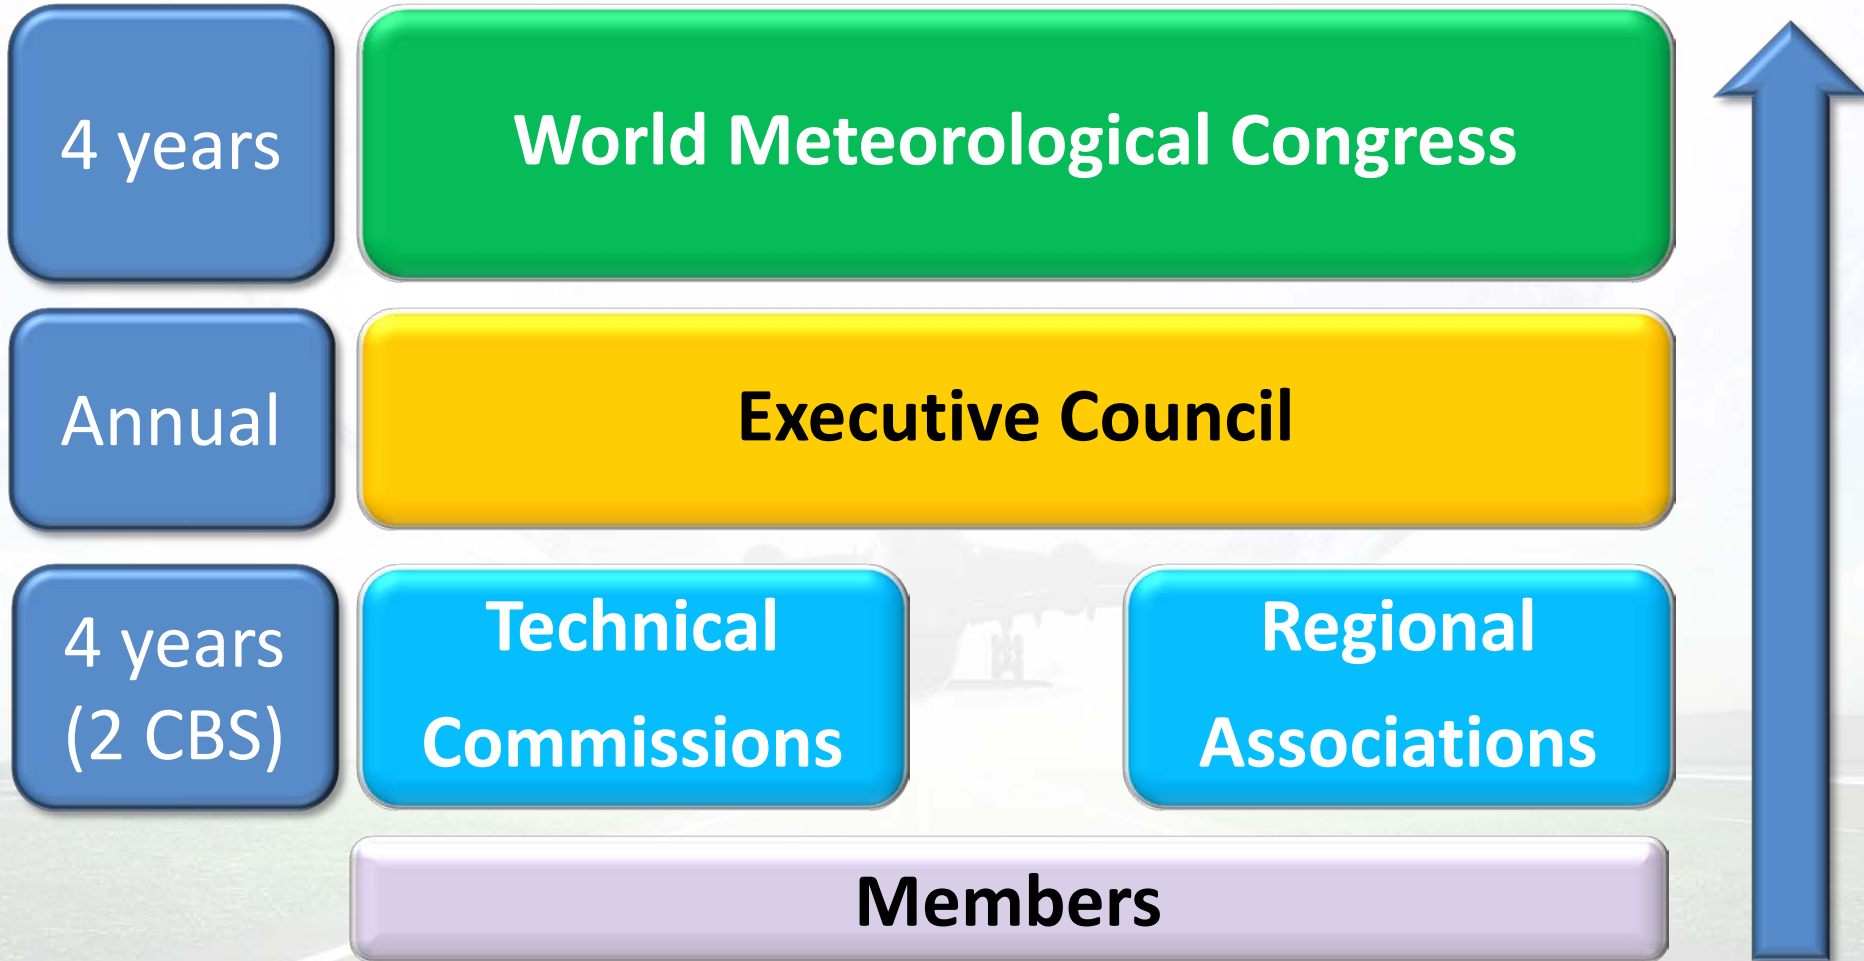 4 years
World Meteorological Congress
Annual
Executive Council
4 years
(2 CBS)
Technical
Commissions
Regional
Associations
Members